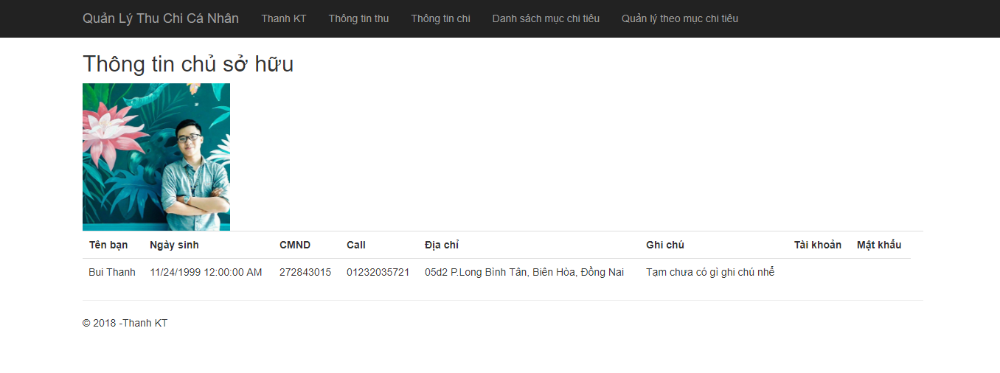 Quản Lý Thu Chi Cá Nhân Thanh KT Thông tin thu Thông tin chi Danh sách mục chi tiêu Quản lý theo mục chi tiêu
Thông tin chủ sở hữu
Tên bạn Ngày sinh CMND Call Địa chỉ Ghi chú Tài khoản Mật khẩu
Bui Thanh 11/24/1999 12:00:00 AM 272843015 01232035721 05d2 P.Long Bình Tân, Biên Hòa, Đồng Nai Tạm chưa có gì ghi chú nhể
© 2018 -Thanh KT